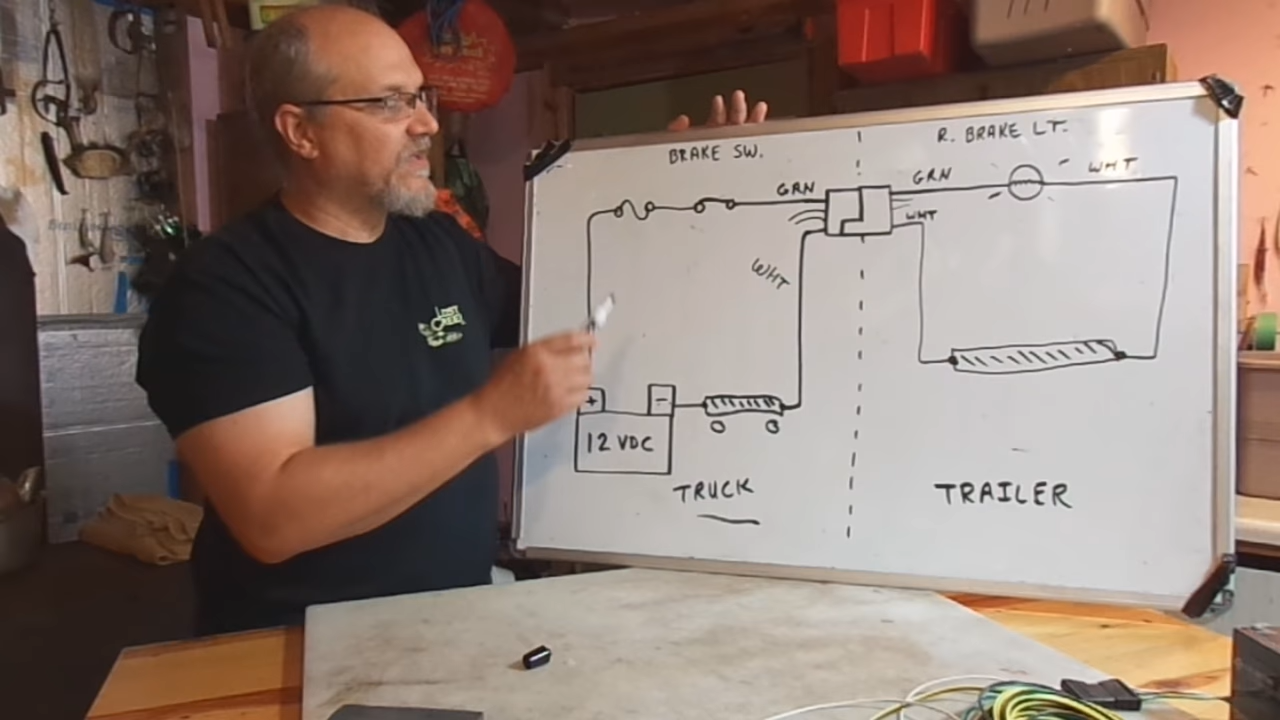 BRAKE SW.
R. BRAKE LT.
GRN
GRN
WHT
WHT
WHT
+
-
12 VDC
TRUCK
TRAILER